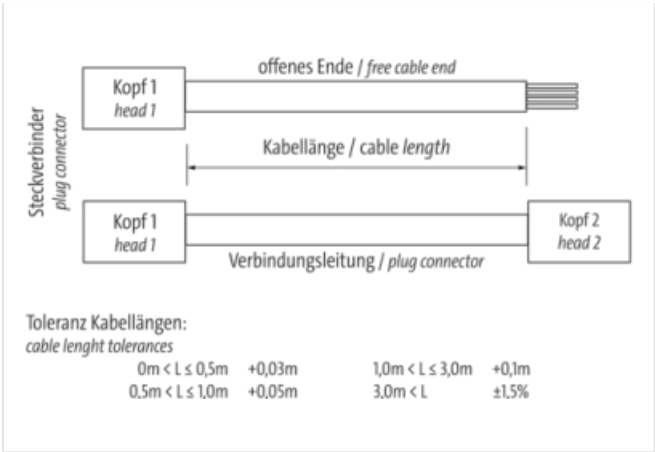 Steckverbinder
plug connector
offenes Ende / free cable end
Kopf 1
head 1
Kabellänge / cable length
Kopf 1
head 1
Kopf 2
head 2
Verbindungsleitung / plug connector
Toleranz Kabellängen:
cable lenght tolerances
0m < L ≤ 0,5m +0,03m 1,0m < L ≤ 3,0m +0,1m
0,5m < L ≤ 1,0m +0,05m 3,0m < L ±1,5%